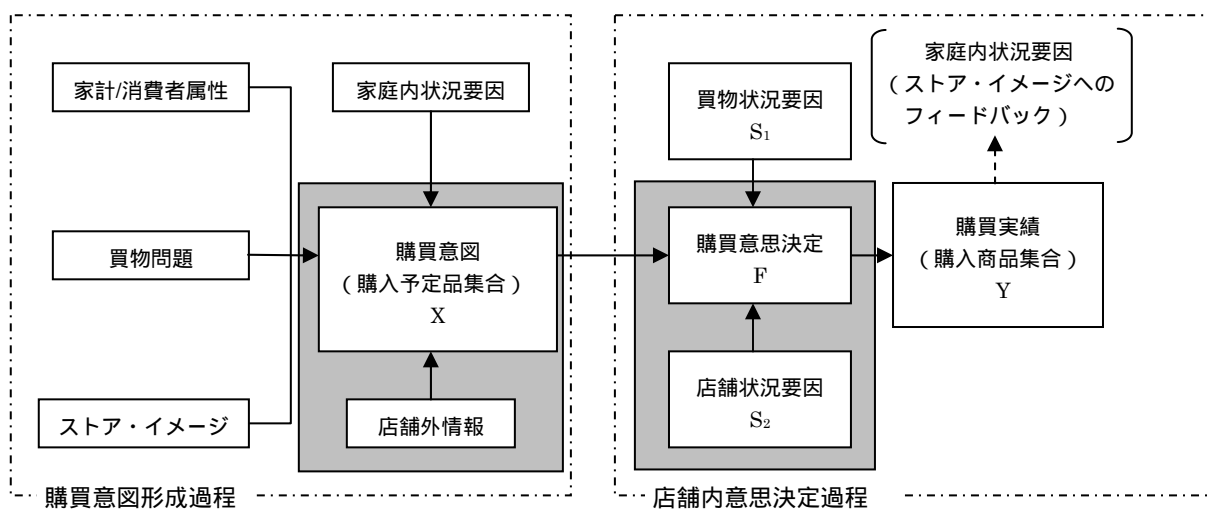 家計/消費者属性
家庭内状況要因
買物問題
購買意図
(購入予定品集合)
X
ストア・イメージ
店舗外情報
購買意図形成過程
買物状況要因
S₁
家庭内状況要因
(ストア・イメージへの
フィードバック)
購買意思決定
F
購買実績
(購入商品集合)
Y
店舗状況要因
S₂
店舗内意思決定過程